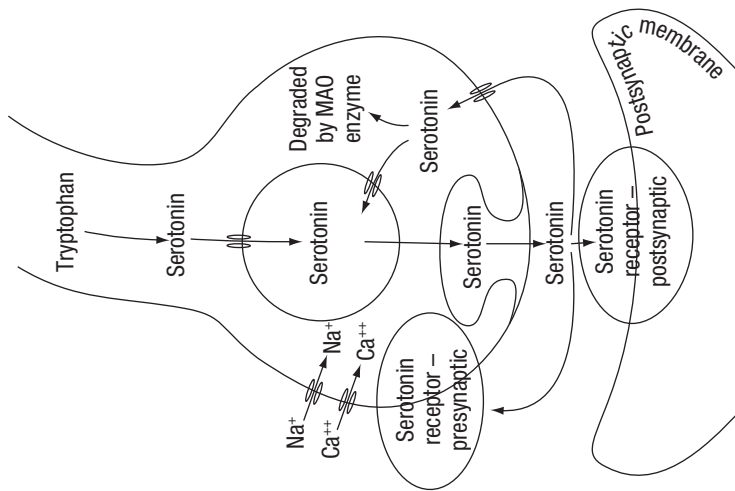 Tryptophan
Serotonin
Serotonin
Degraded
by MAO
enzyme
Serotonin
Serotonin
Serotonin
Na⁺
Na⁺
Ca⁺⁺
Ca⁺⁺
Serotonin
receptor –
presynaptic
Serotonin
receptor –
postsynaptic
Postsynaptic
membrane